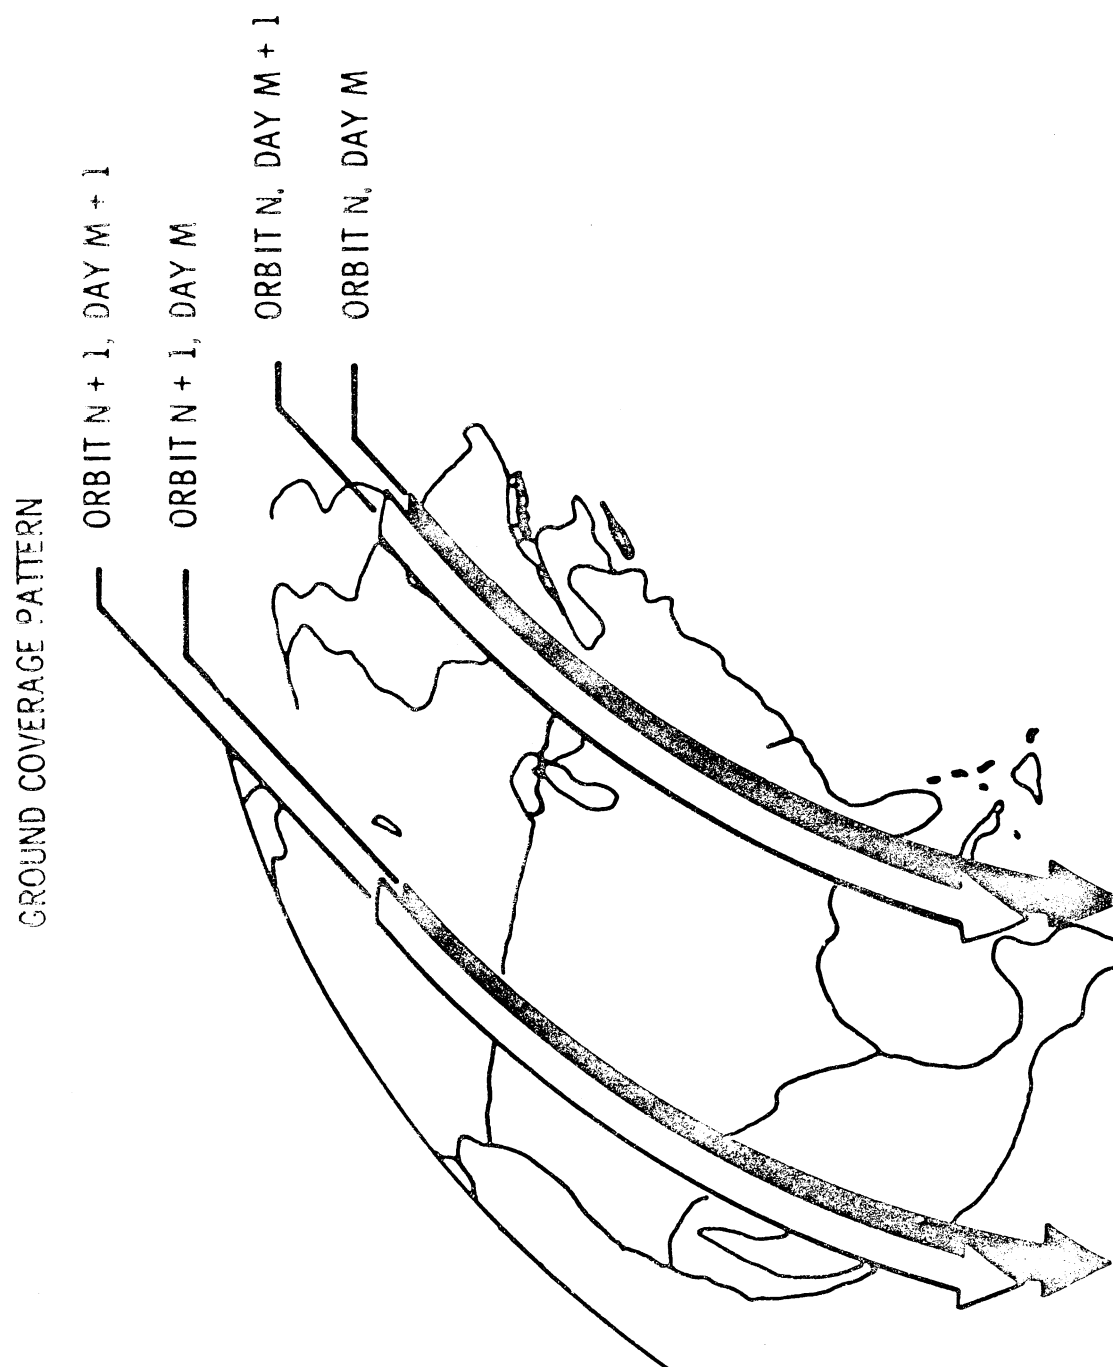 GROUND COVERAGE PATTERN
ORBIT N + 1, DAY M + 1
ORBIT N + 1, DAY M
ORBIT N, DAY M + 1
ORBIT N, DAY M